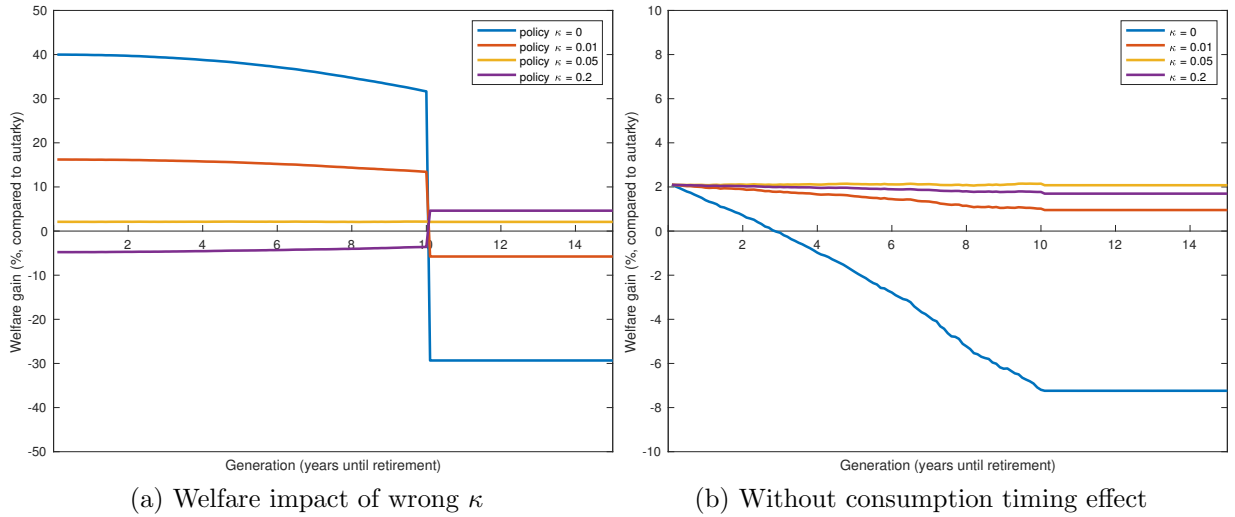 50
40
30
20
10
0
-10
-20
-30
-40
-50
2
4
6
8
10
12
14
Welfare gain (%, compared to autarky)
Generation (years until retirement)
policy κ = 0
policy κ = 0.01
policy κ = 0.05
policy κ = 0.2
(a) Welfare impact of wrong κ
10
8
6
4
2
0
-2
-4
-6
-8
-10
2
4
6
8
10
12
14
Welfare gain (%, compared to autarky)
Generation (years until retirement)
κ = 0
κ = 0.01
κ = 0.05
κ = 0.2
(b) Without consumption timing effect